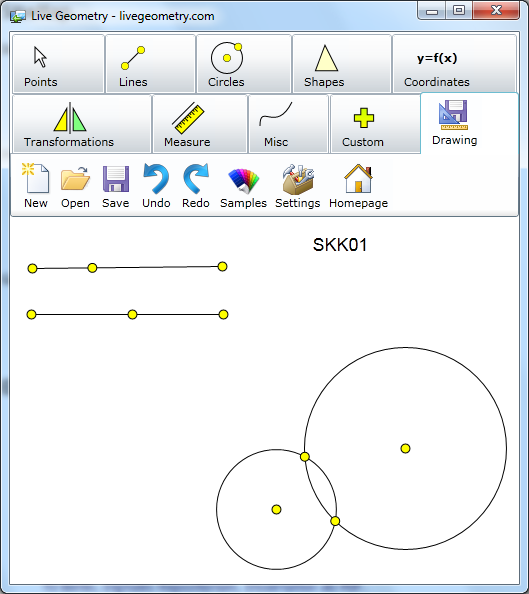 Live Geometry - livegeometry.com
y=f(x)
Points Lines Circles Shapes Coordinates
Transformations Measure Misc Custom Drawing
New Open Save Undo Redo Samples Settings Homepage
SKK01